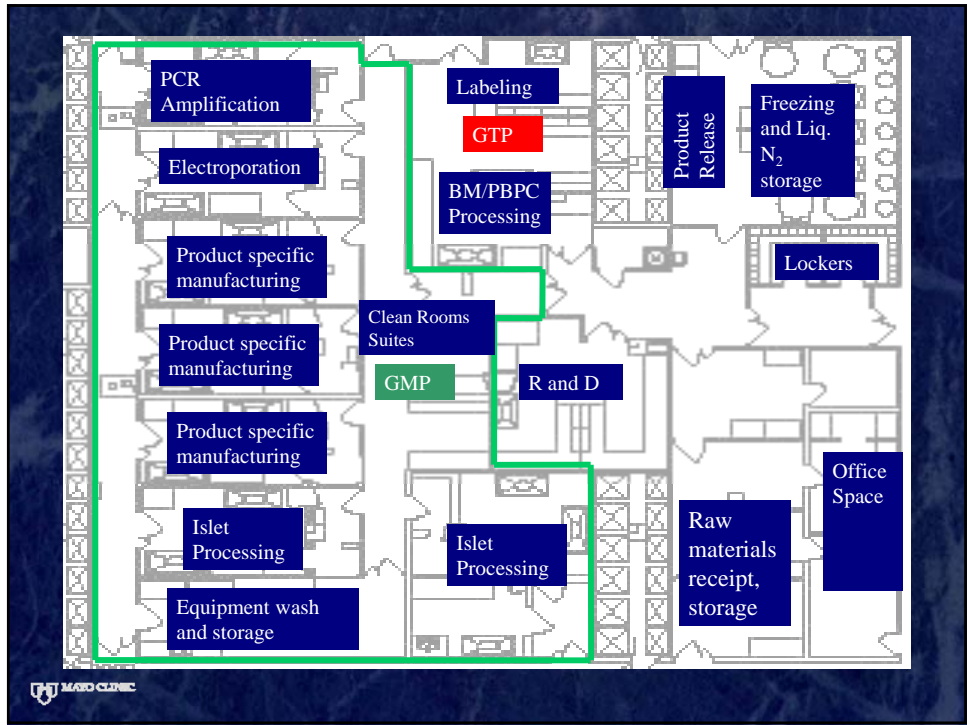 PCR
Amplification
Electroporation
Product specific
manufacturing
Product specific
manufacturing
Product specific
manufacturing
Islet
Processing
Equipment wash
and storage
Clean Rooms
Suites
GMP
Labeling
GTP
BM/PBPC
Processing
R and D
Islet
Processing
Product
Release
Freezing
and Liq.
N₂
storage
Lockers
Raw
materials
receipt,
storage
Office
Space
MAYO CLINIC